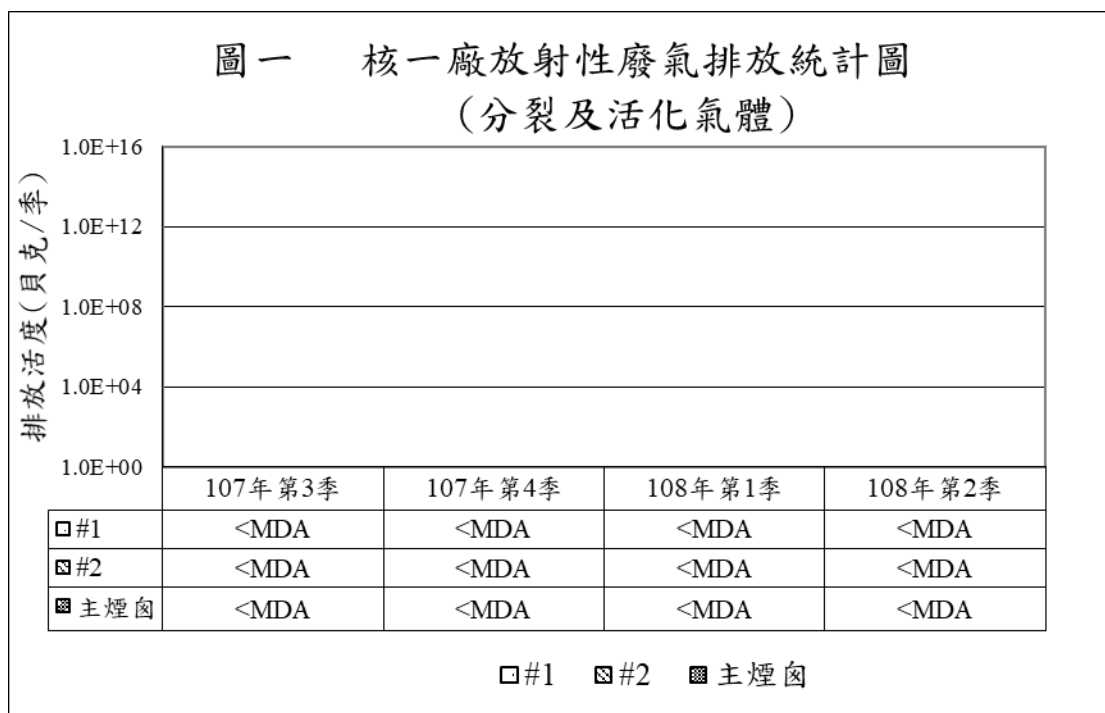 圖一 核一廠放射性廢氣排放統計圖
(分裂及活化氣體)
排放活度(貝克/季)
1.0E+16
1.0E+12
1.0E+08
1.0E+04
1.0E+00
107年第3季 107年第4季 108年第1季 108年第2季
#1 <MDA <MDA <MDA <MDA
#2 <MDA <MDA <MDA <MDA
主煙囪 <MDA <MDA <MDA <MDA
#1 #2 主煙囪